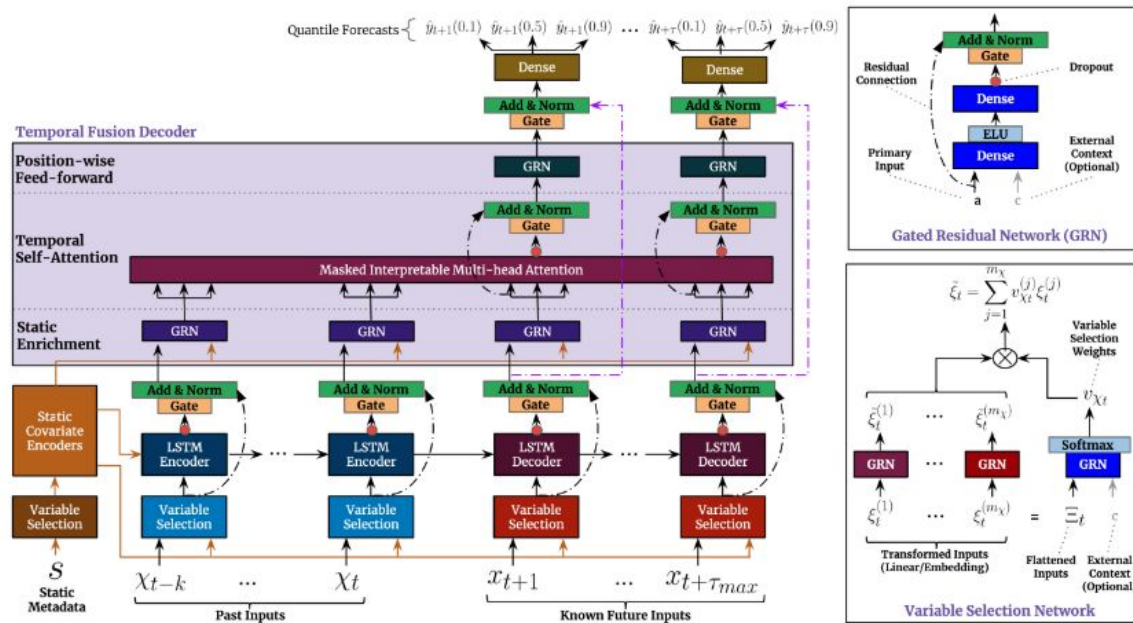 Quantile Forecasts { ŷt+1(0.1) ŷt+1(0.5) ŷt+1(0.9) ... ŷt+τ(0.1) ŷt+τ(0.5) ŷt+τ(0.9)
Dense Dense
Add & Norm Add & Norm
Gate Gate
Temporal Fusion Decoder
Position-wise
Feed-forward
GRN GRN
Add & Norm Add & Norm
Gate Gate
Temporal
Self-Attention
Masked Interpretable Multi-head Attention
Static
Enrichment
GRN GRN GRN GRN
Add & Norm Add & Norm Add & Norm Add & Norm
Gate Gate Gate Gate
Static
Covariate
Encoders
LSTM
Encoder
...
LSTM
Encoder
LSTM
Decoder
...
LSTM
Decoder
Variable Selection
Variable
Selection
Variable
Selection
Variable
Selection
Variable
Selection
s
Static
Metadata
χt−k ... χt xt+1 ... xt+τmax
Past Inputs Known Future Inputs
Add & Norm
Gate
Residual
Connection
Dropout
Dense
ELU
Dense
Primary
Input
External
Context
(Optional)
a c
Gated Residual Network (GRN)
ξ̃t = Σ j=1 mχ vχt(j) ξ̃t(j)
Variable
Selection
Weights
⊗
vχt
ξ̃t(1) ... ξ̃t(mχ)
Softmax
GRN ... GRN GRN
ξt(1) ... ξt(mχ) = Ξt c
Transformed Inputs
(Linear/Embedding)
Flattened
Inputs
External
Context
(Optional)
Variable Selection Network